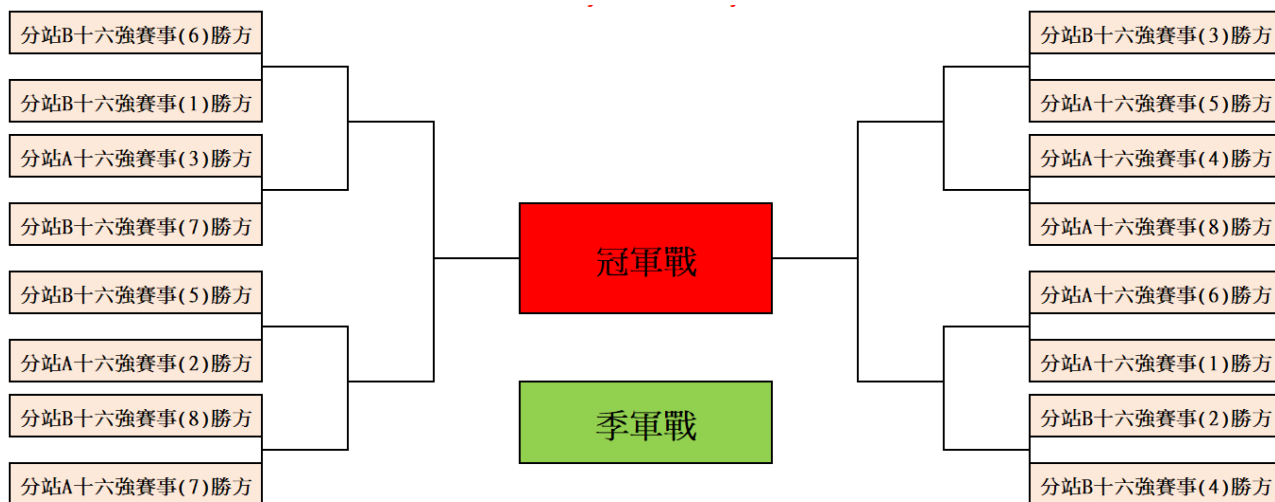 分站B十六強賽事(6)勝方
分站B十六強賽事(1)勝方
分站A十六強賽事(3)勝方
分站B十六強賽事(7)勝方
分站B十六強賽事(5)勝方
分站A十六強賽事(2)勝方
分站B十六強賽事(8)勝方
分站A十六強賽事(7)勝方
冠軍戰
季軍戰
分站B十六強賽事(3)勝方
分站A十六強賽事(5)勝方
分站A十六強賽事(4)勝方
分站A十六強賽事(8)勝方
分站A十六強賽事(6)勝方
分站A十六強賽事(1)勝方
分站B十六強賽事(2)勝方
分站B十六強賽事(4)勝方